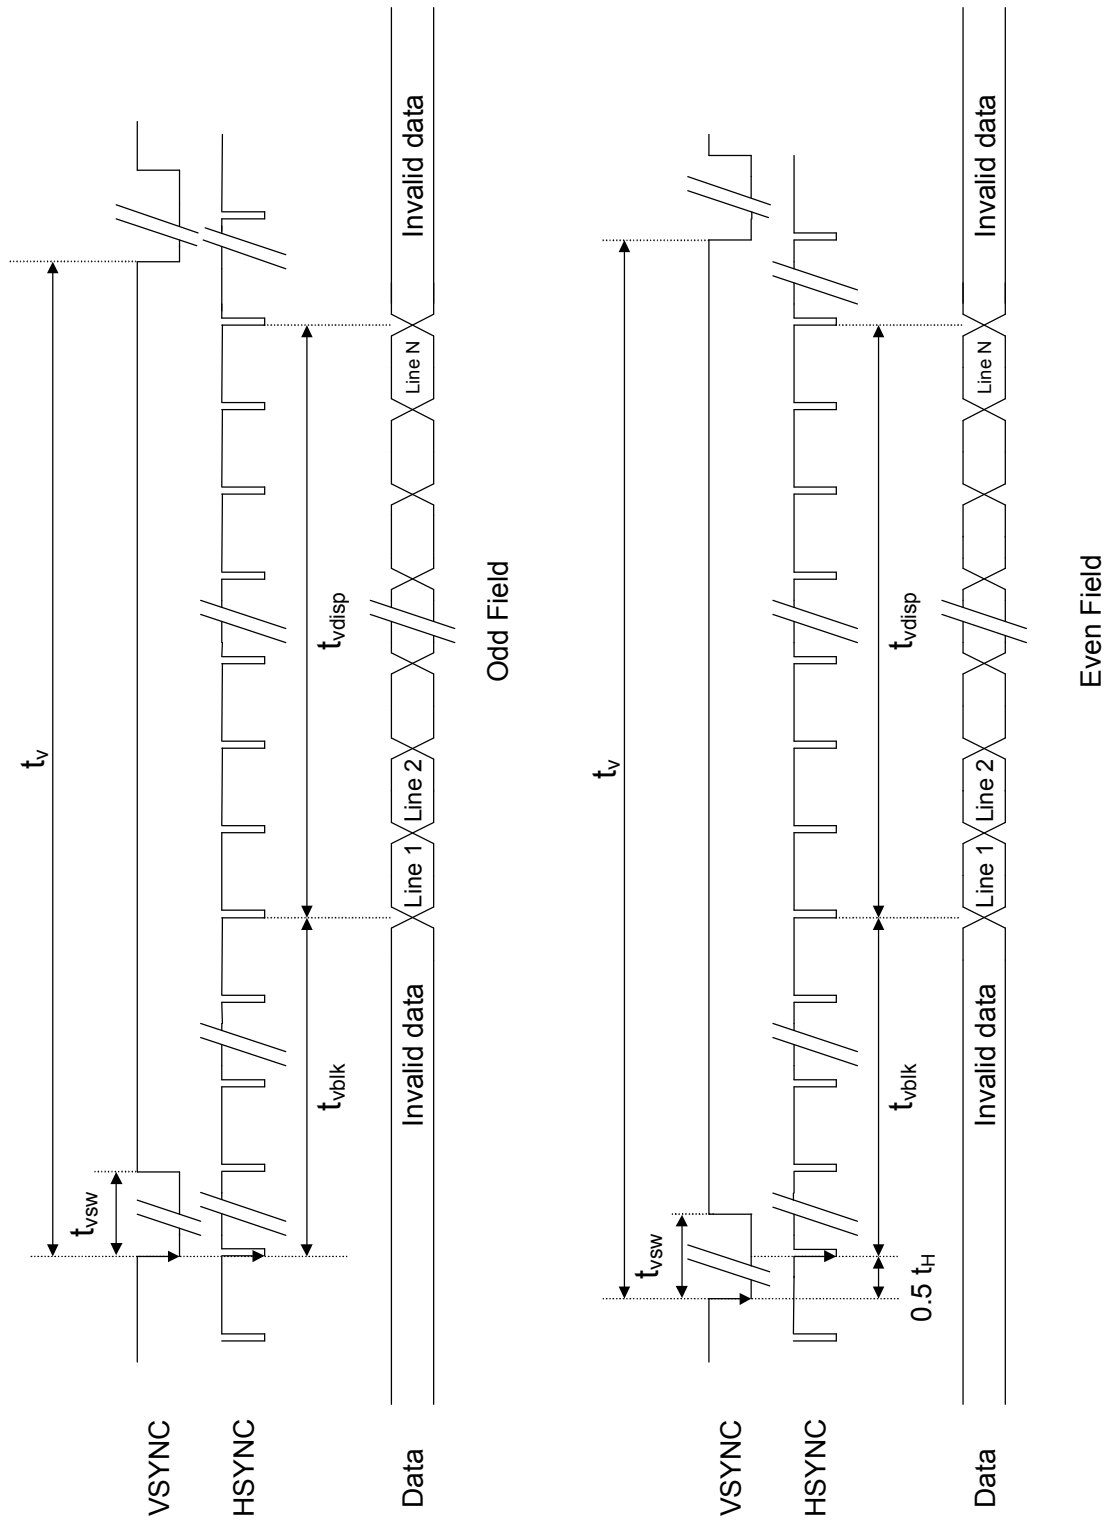 t_v
VSYNC
t_vsw
HSYNC
t_vblk
t_vdisp
Data
Invalid data
Line 1
Line 2
Line N
Invalid data
Odd Field
t_v
VSYNC
t_vsw
HSYNC
0.5 t_H
t_vblk
t_vdisp
Data
Invalid data
Line 1
Line 2
Line N
Invalid data
Even Field